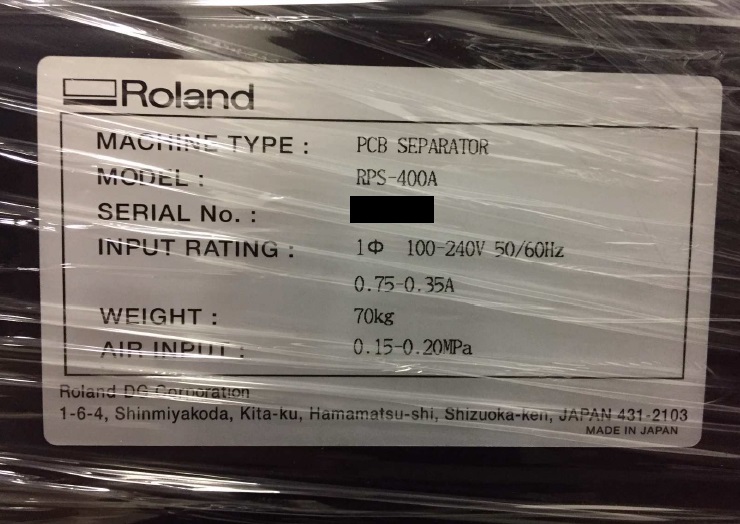 Roland
MACHINE TYPE : PCB SEPARATOR
MODEL : RPS-400A
SERIAL No. :
INPUT RATING : 1Φ 100-240V 50/60Hz
0.75-0.35A
WEIGHT : 70kg
AIR INPUT : 0.15-0.20MPa
Roland DG Corporation
1-6-4, Shinmiyakoda, Kita-ku, Hamamatsu-shi, Shizuoka-ken, JAPAN 431-2103
MADE IN JAPAN